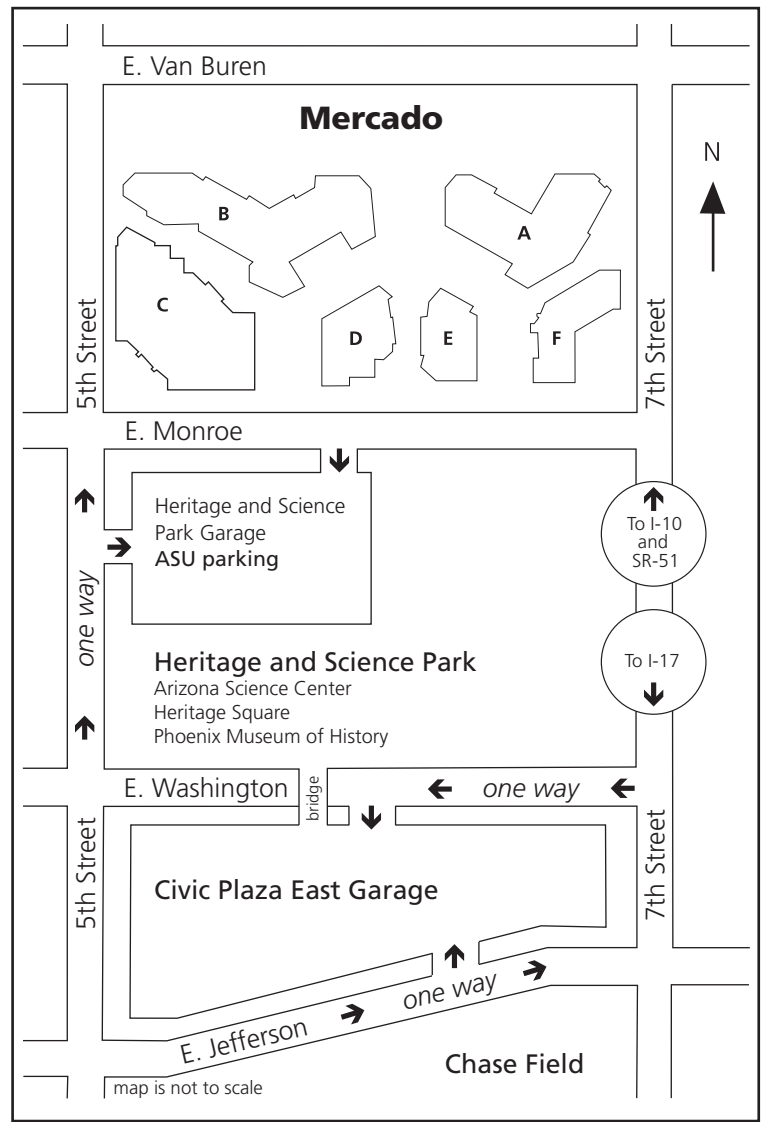 E. Van Buren
Mercado
N
B
A
C
D
E
F
5th Street
7th Street
E. Monroe
Heritage and Science
Park Garage
ASU parking
To I-10
and
SR-51
one way
To I-17
Heritage and Science Park
Arizona Science Center
Heritage Square
Phoenix Museum of History
E. Washington
bridge
one way
5th Street
7th Street
Civic Plaza East Garage
one way
E. Jefferson
Chase Field
map is not to scale